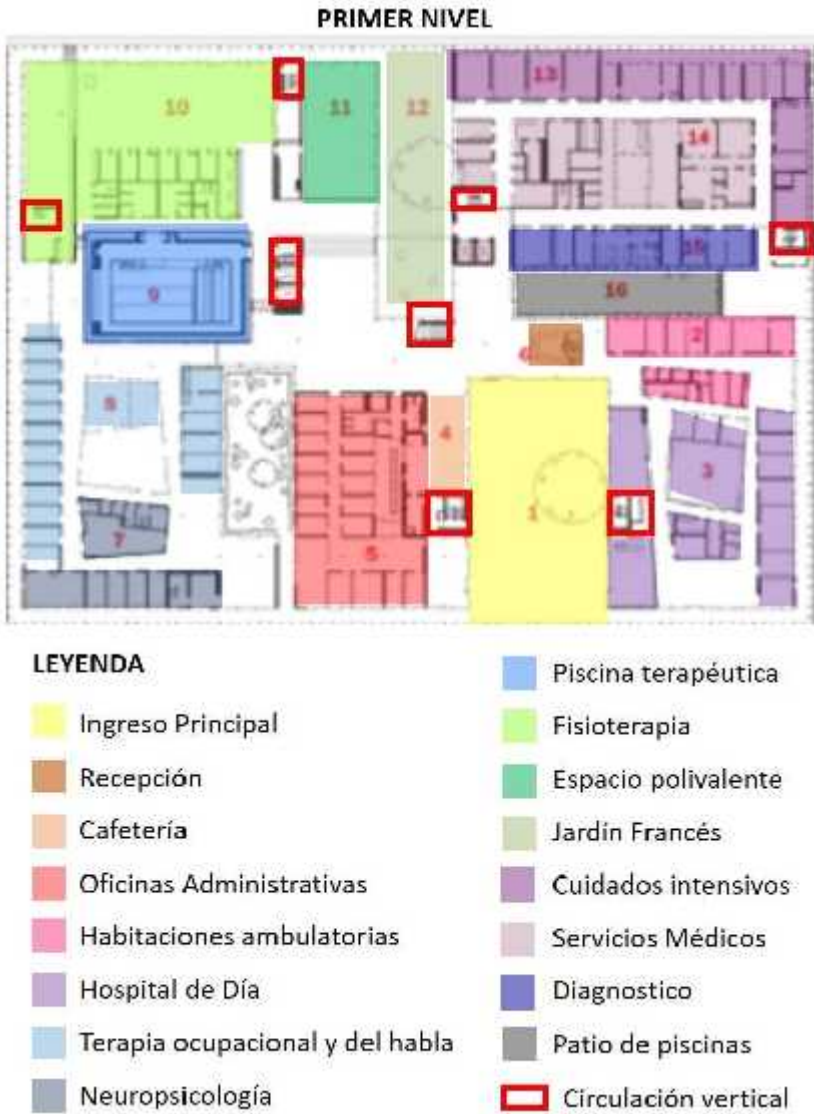 PRIMER NIVEL
13
10
11
12
14
15
9
16
2
6
8
4
3
1
7
5
LEYENDA
Ingreso Principal
Recepción
Cafetería
Oficinas Administrativas
Habitaciones ambulatorias
Hospital de Día
Terapia ocupacional y del habla
Neuropsicología
Piscina terapéutica
Fisioterapia
Espacio polivalente
Jardín Francés
Cuidados intensivos
Servicios Médicos
Diagnostico
Patio de piscinas
Circulación vertical